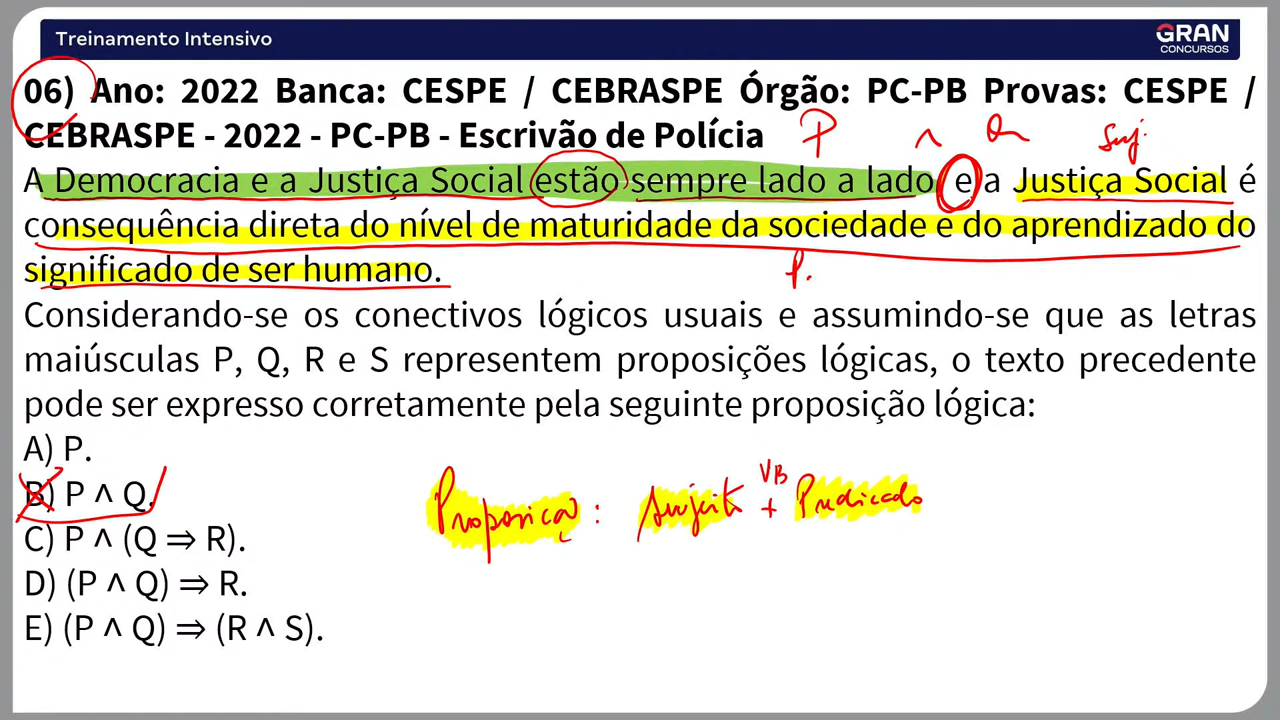 Treinamento Intensivo
GRAN
CONCURSOS
06) Ano: 2022 Banca: CESPE / CEBRASPE Órgão: PC-PB Provas: CESPE /
CEBRASPE - 2022 - PC-PB - Escrivão de Polícia
P ^ Q Suj.
A Democracia e a Justiça Social estão sempre lado a lado e a Justiça Social é
consequência direta do nível de maturidade da sociedade e do aprendizado do
significado de ser humano.
P.
Considerando-se os conectivos lógicos usuais e assumindo-se que as letras
maiúsculas P, Q, R e S representem proposições lógicas, o texto precedente
pode ser expresso corretamente pela seguinte proposição lógica:
A) P.
B) P ∧ Q.
C) P ∧ (Q ⇒ R).
D) (P ∧ Q) ⇒ R.
E) (P ∧ Q) ⇒ (R ∧ S).
VB
Proposição : Sujeito + Predicado